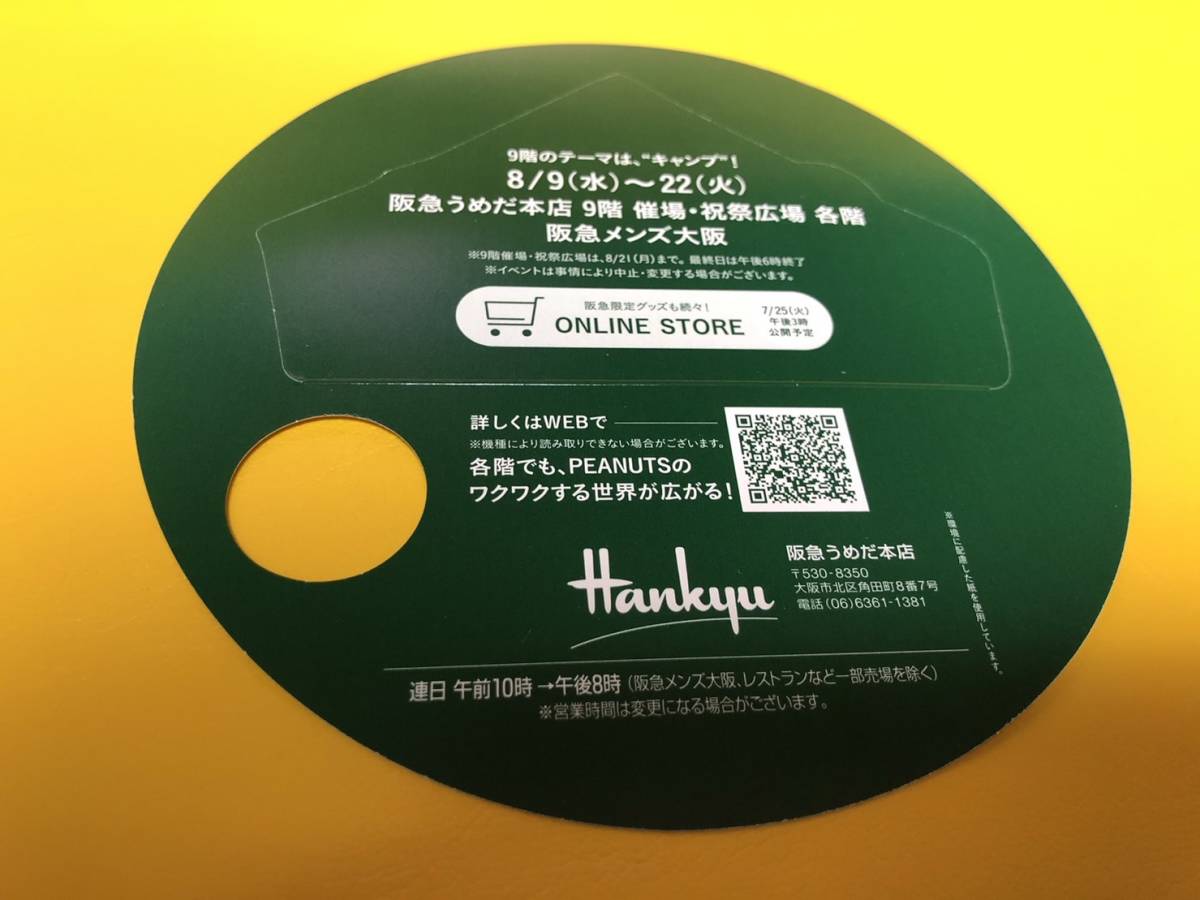 9階のテーマは、“キャンプ”！
8/9(水)～22(火)
阪急うめだ本店 9階 催場・祝祭広場 各階
阪急メンズ大阪
※9階催場・祝祭広場は、8/21(月)まで。最終日は午後6時終了
※イベントは事情により中止・変更する場合がございます。
阪急限定グッズも続々！
ONLINE STORE
7/25(火)
午後3時
公開予定
詳しくはWEBで
※機種により読み取りできない場合がございます。
各階でも、PEANUTSの
ワクワクする世界が広がる！
Hankyu
阪急うめだ本店
〒530-8350
大阪市北区角田町8番7号
電話(06)6361-1381
※環境に配慮した紙を使用しています。
連日 午前10時→午後8時(阪急メンズ大阪、レストランなど一部売場を除く)
※営業時間は変更になる場合がございます。